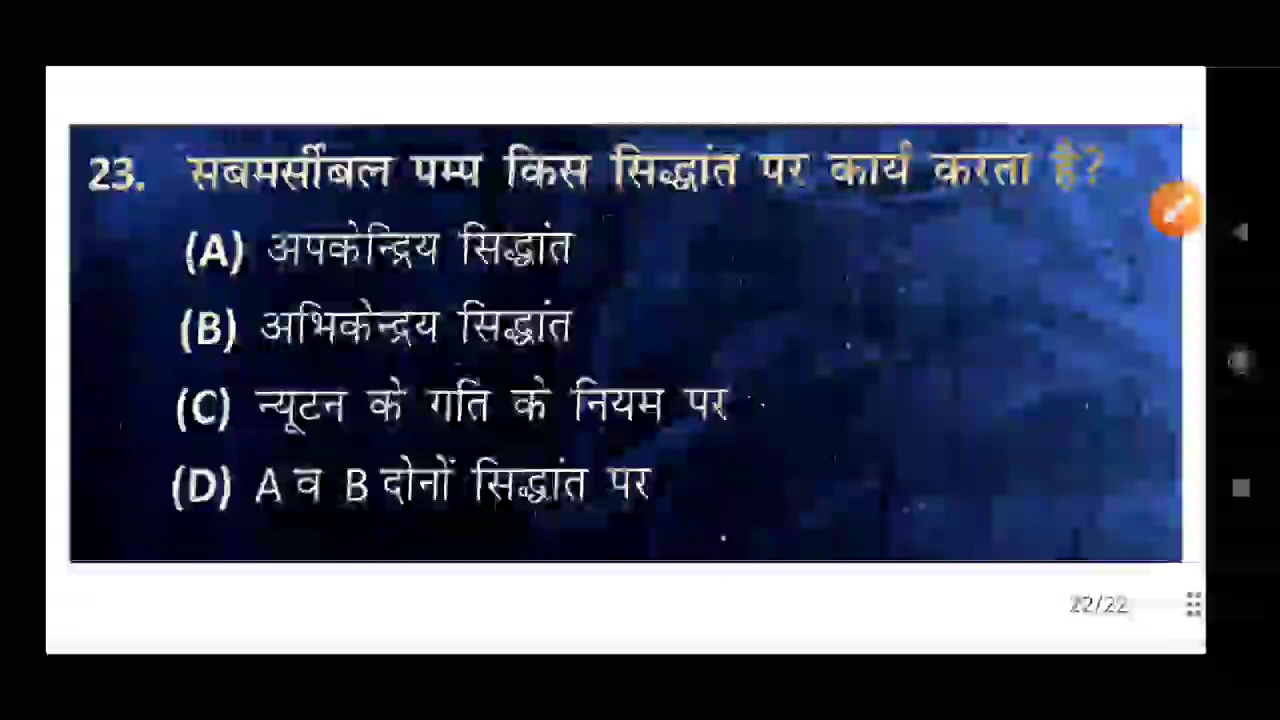 23. सबमर्सीबल पम्प किस सिद्धांत पर कार्य करता है?
(A) अपकेन्द्रिय सिद्धांत
(B) अभिकेन्द्रय सिद्धांत
(C) न्यूटन के गति के नियम पर
(D) A व B दोनों सिद्धांत पर
22/22